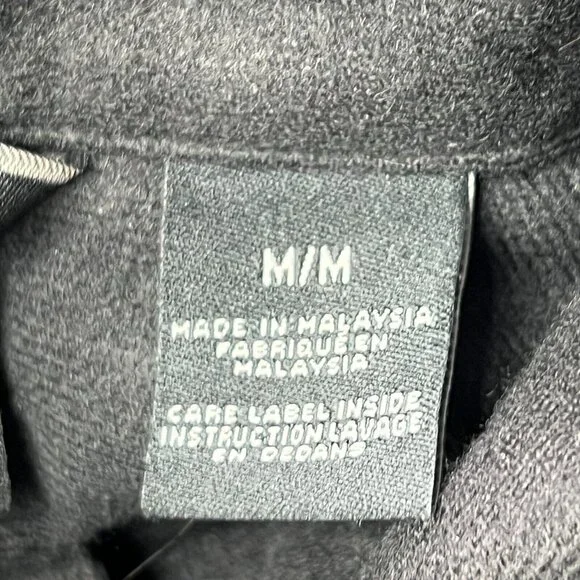 M/M
MADE IN MALAYSIA
FABRIQUE EN
MALAYSIA
CARE LABEL INSIDE
INSTRUCTION LAVAGE
EN DEDANS